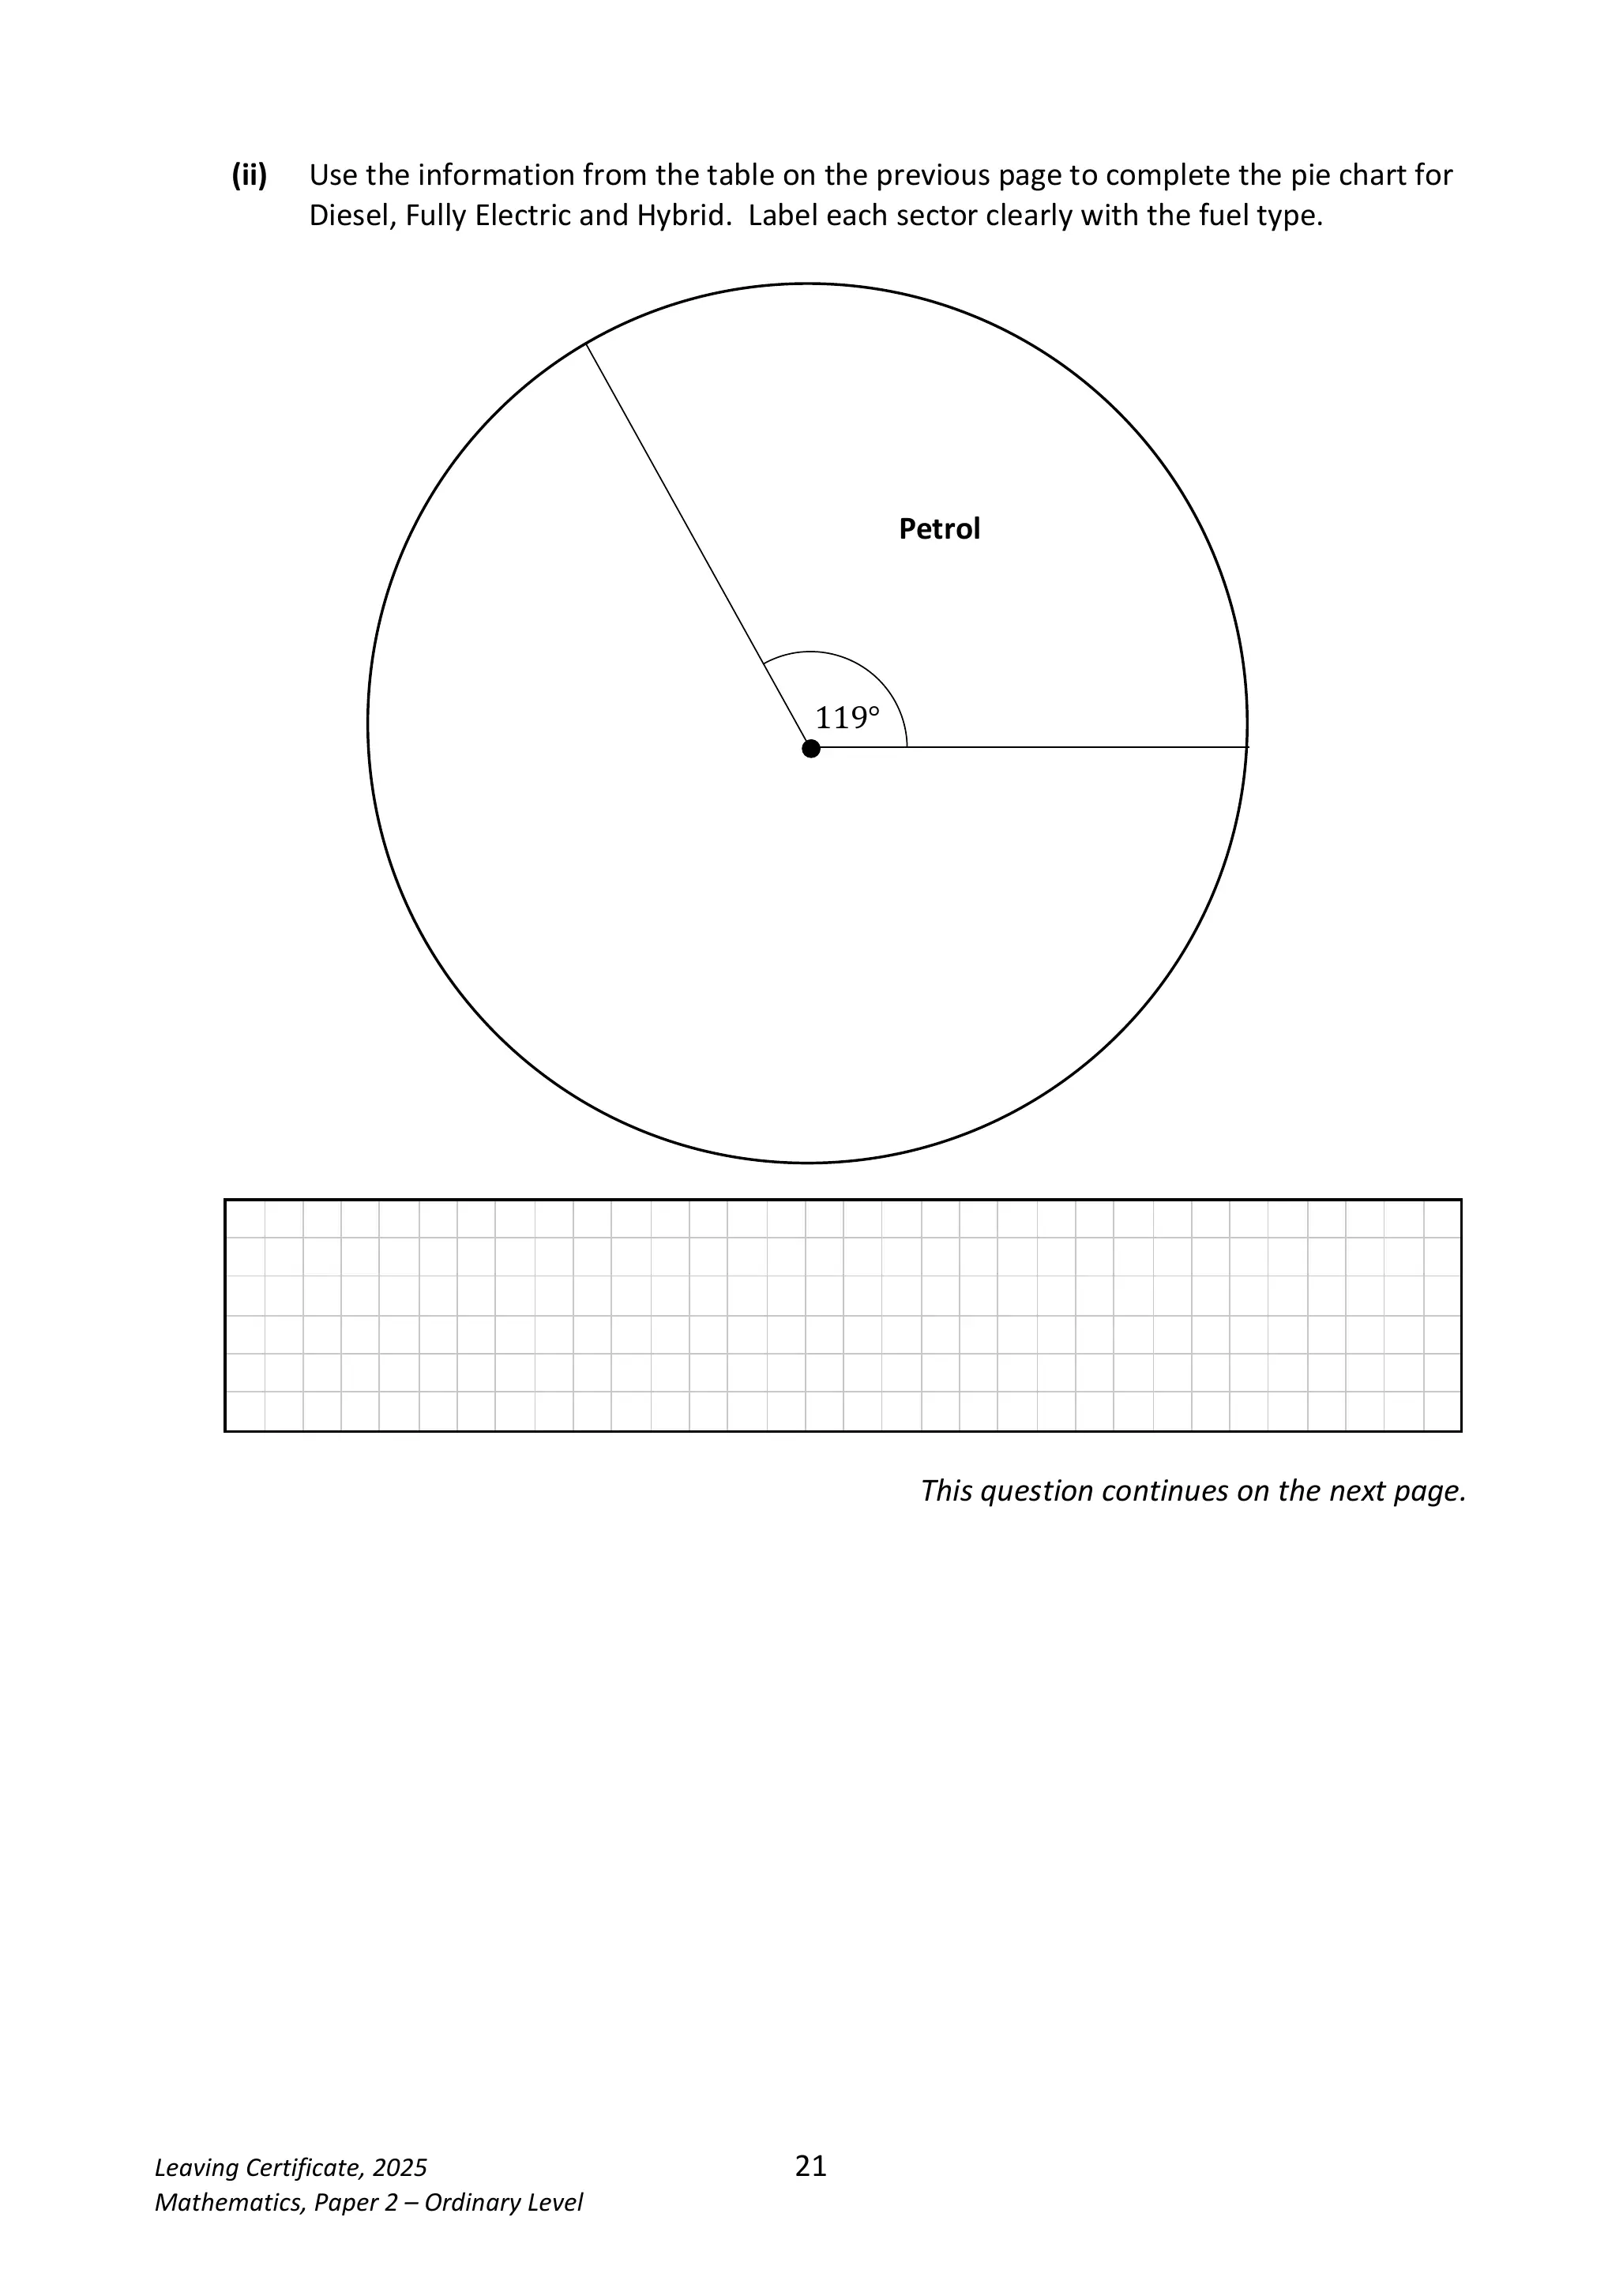 (ii) Use the information from the table on the previous page to complete the pie chart for
Diesel, Fully Electric and Hybrid. Label each sector clearly with the fuel type.
Petrol
119°
This question continues on the next page.
Leaving Certificate, 2025
21
Mathematics, Paper 2 – Ordinary Level